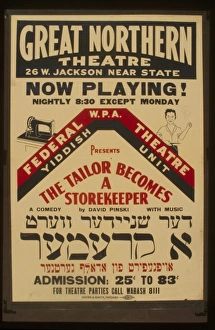 GREAT NORTHERN
THEATRE
26 W. JACKSON NEAR STATE
NOW PLAYING!
NIGHTLY 8:30 EXCEPT MONDAY
W.P.A.
FEDERAL THEATRE
YIDDISH UNIT
PRESENTS
THE TAILOR BECOMES
A STOREKEEPER
A COMEDY by DAVID PINSKI WITH MUSIC
דער שניידער ווערט
א קרעמער
ADMISSION: 25¢ TO 83¢
FOR THEATRE PARTIES CALL WABASH 8111